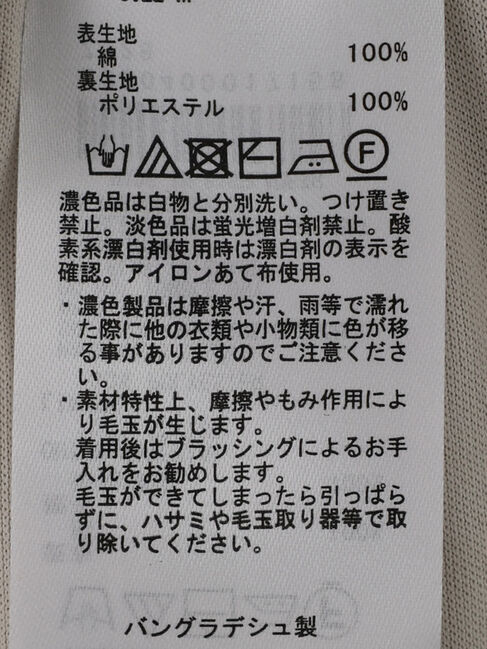 表生地
綿 100%
裏生地
ポリエステル 100%
F
濃色品は白物と分別洗い。つけ置き
禁止。淡色品は蛍光増白剤禁止。酸
素系漂白剤使用時は漂白剤の表示を
確認。アイロンあて布使用。
・濃色製品は摩擦や汗、雨等で濡れ
た際に他の衣類や小物類に色が移
る事がありますのでご注意くださ
い。
・素材特性上、摩擦やもみ作用によ
り毛玉が生じます。
着用後はブラッシングによるお手
入れをお勧めします。
毛玉ができてしまったら引っぱら
ずに、ハサミや毛玉取り器等で取
り除いてください。
バングラデシュ製